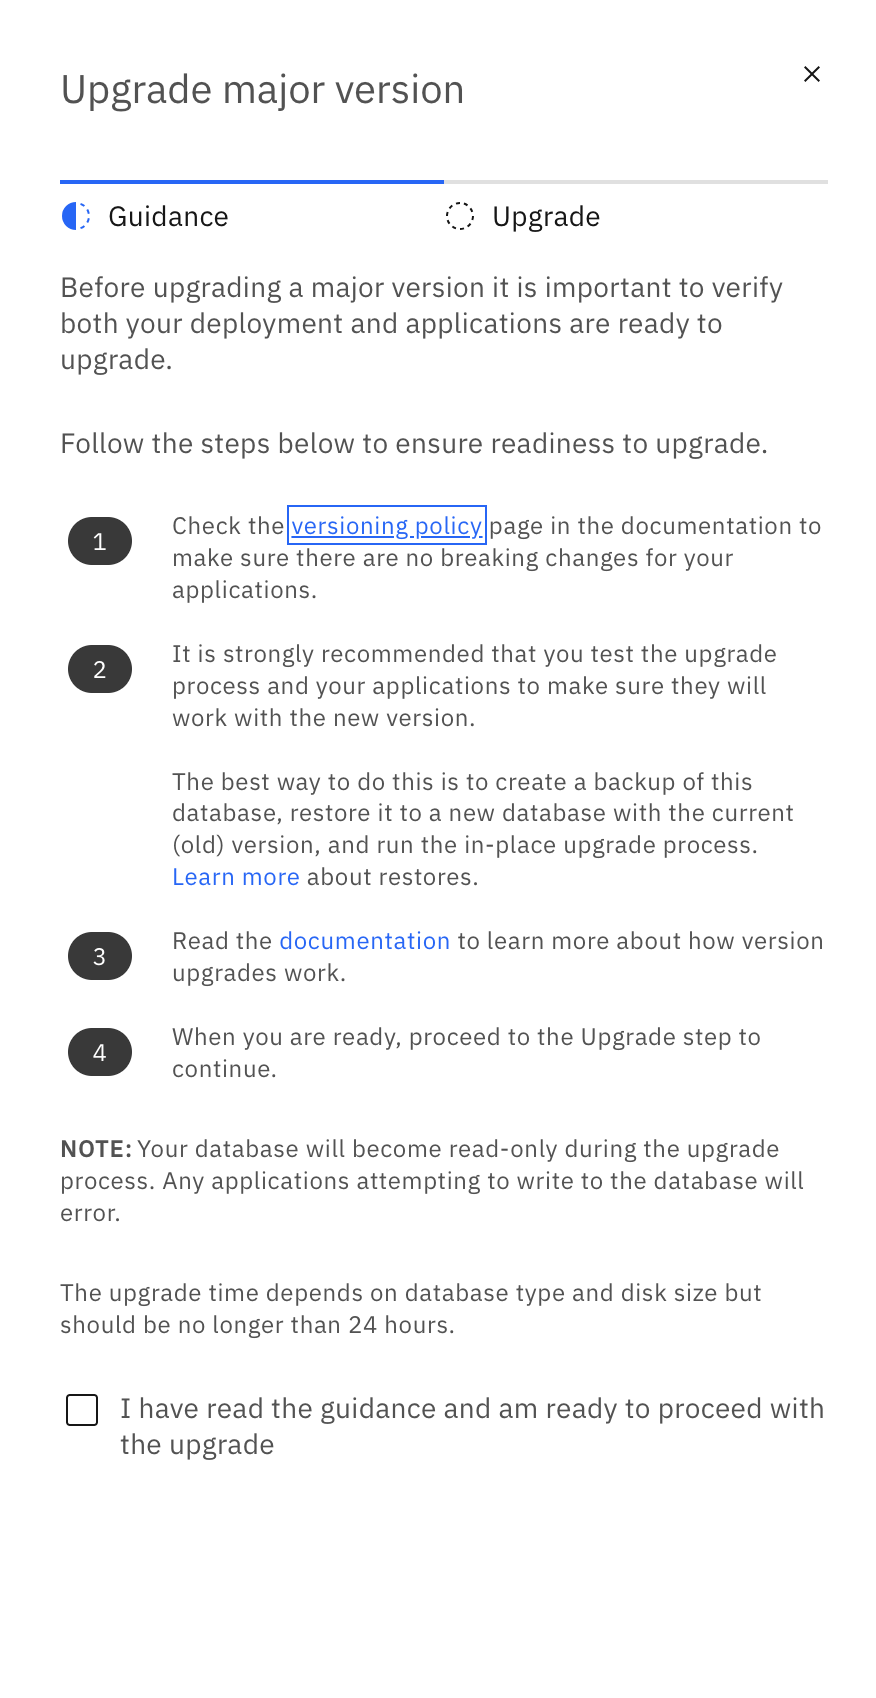 Upgrade major version
Guidance
Upgrade
Before upgrading a major version it is important to verify
both your deployment and applications are ready to
upgrade.
Follow the steps below to ensure readiness to upgrade.
1
Check the versioning policy page in the documentation to
make sure there are no breaking changes for your
applications.
2
It is strongly recommended that you test the upgrade
process and your applications to make sure they will
work with the new version.
The best way to do this is to create a backup of this
database, restore it to a new database with the current
(old) version, and run the in-place upgrade process.
Learn more about restores.
3
Read the documentation to learn more about how version
upgrades work.
4
When you are ready, proceed to the Upgrade step to
continue.
NOTE: Your database will become read-only during the upgrade
process. Any applications attempting to write to the database will
error.
The upgrade time depends on database type and disk size but
should be no longer than 24 hours.
I have read the guidance and am ready to proceed with
the upgrade